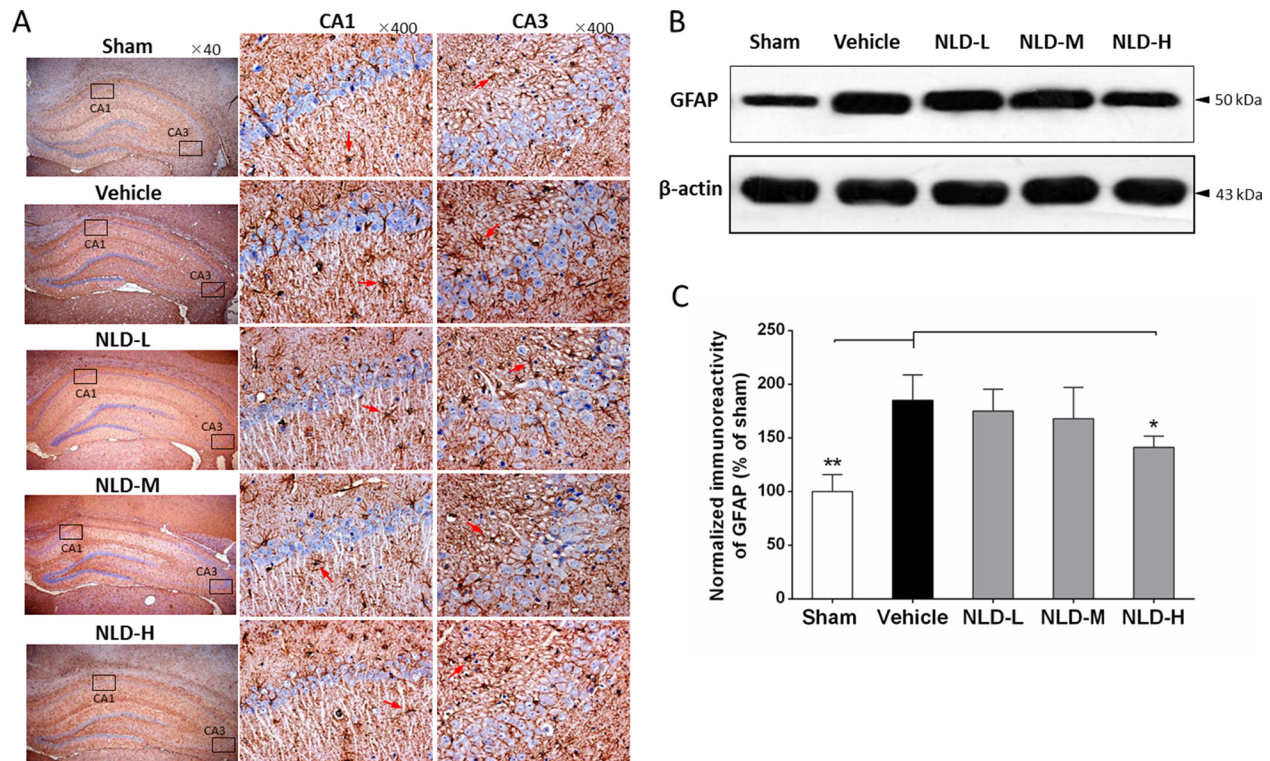 A
Sham ×40
CA1 ×400
CA3 ×400
CA1
CA3
Vehicle
CA1
CA3
NLD-L
CA1
CA3
NLD-M
CA1
CA3
NLD-H
CA1
CA3
B
Sham Vehicle NLD-L NLD-M NLD-H
GFAP 50 kDa
β-actin 43 kDa
C
Normalized immunoreactivity
of GFAP (% of sham)
250
200
150
100
50
0
**
*
Sham Vehicle NLD-L NLD-M NLD-H